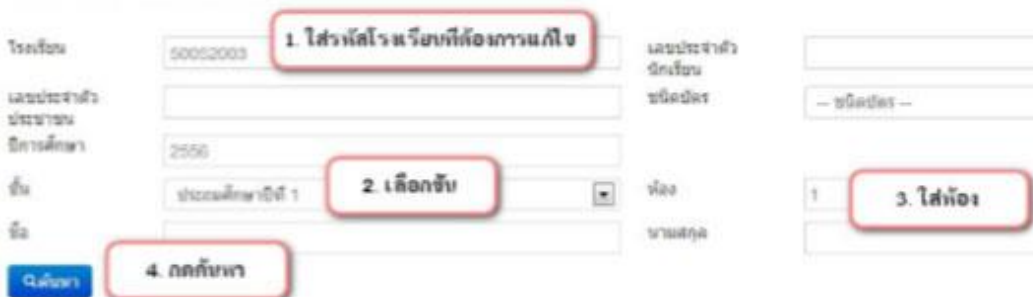 โรงเรียน
50052003
1. ใส่รหัสโรงเรียนที่ต้องการแก้ไข
เลขประจำตัว
นักเรียน
เลขประจำตัว
ประชาชน
ชนิดบัตร
-- ชนิดบัตร --
ปีการศึกษา
2556
ชั้น
ประถมศึกษาปีที่ 1
2. เลือกชั้น
ห้อง
1
3. ใส่ห้อง
ชื่อ
นามสกุล
ค้นหา
4. กดค้นหา